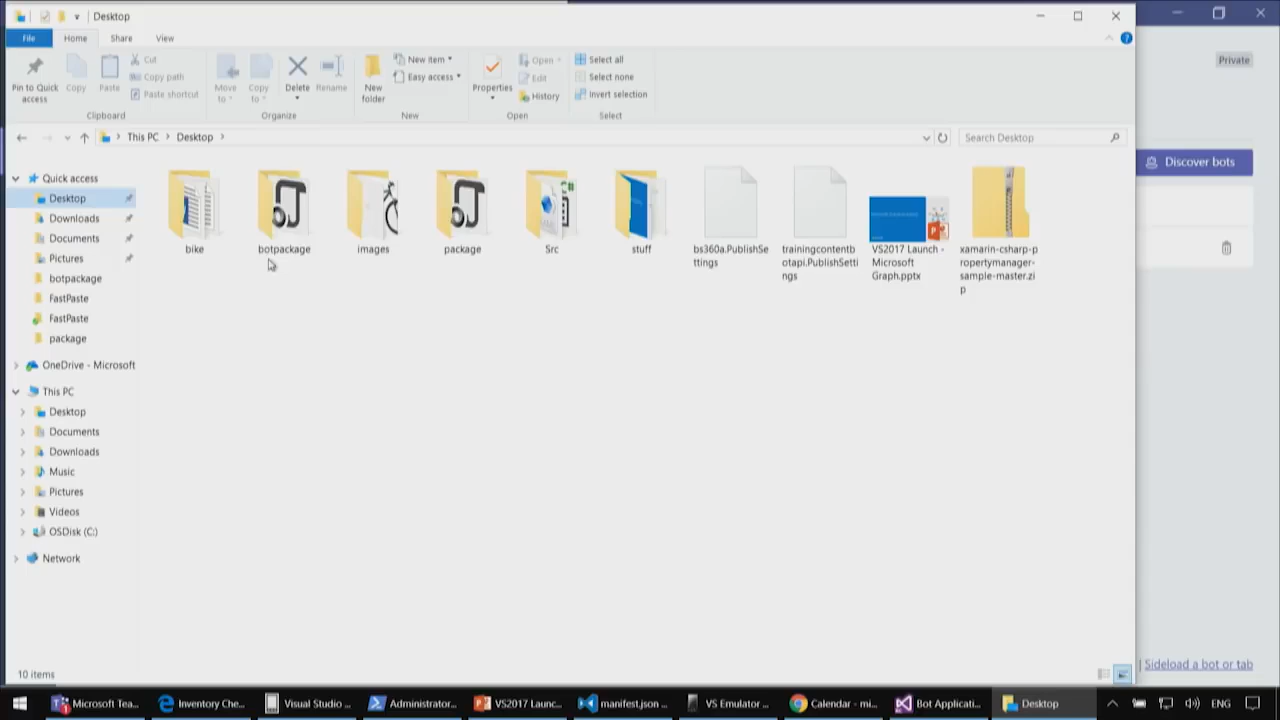 Desktop
File
Home
Share
View
Pin to Quick
access
Copy
Paste
Cut
Copy path
Paste shortcut
Clipboard
Move
to
Copy
to
Delete
Rename
Organize
New
folder
New item
Easy access
New
Properties
Open
Edit
History
Open
Select all
Select none
Invert selection
Select
Private
This PC
Desktop
Search Desktop
Discover bots
Quick access
Desktop
Downloads
Documents
Pictures
botpackage
FastPaste
FastPaste
package
OneDrive - Microsoft
This PC
Desktop
Documents
Downloads
Music
Pictures
Videos
OSDisk (C:)
Network
bike
botpackage
images
package
Src
stuff
bs360a.PublishSe
ttings
trainingcontentb
otapi.PublishSetti
ngs
VS2017 Launch -
Microsoft
Graph.pptx
xamarin-csharp-p
ropertymanager-
sample-master.zi
p
10 items
Sideload a bot or tab
Microsoft Tea...
Inventory Che...
Visual Studio ...
Administrator...
VS2017 Launc...
manifest.json ...
VS Emulator ...
Calendar - mi...
Bot Applicati...
Desktop
ENG